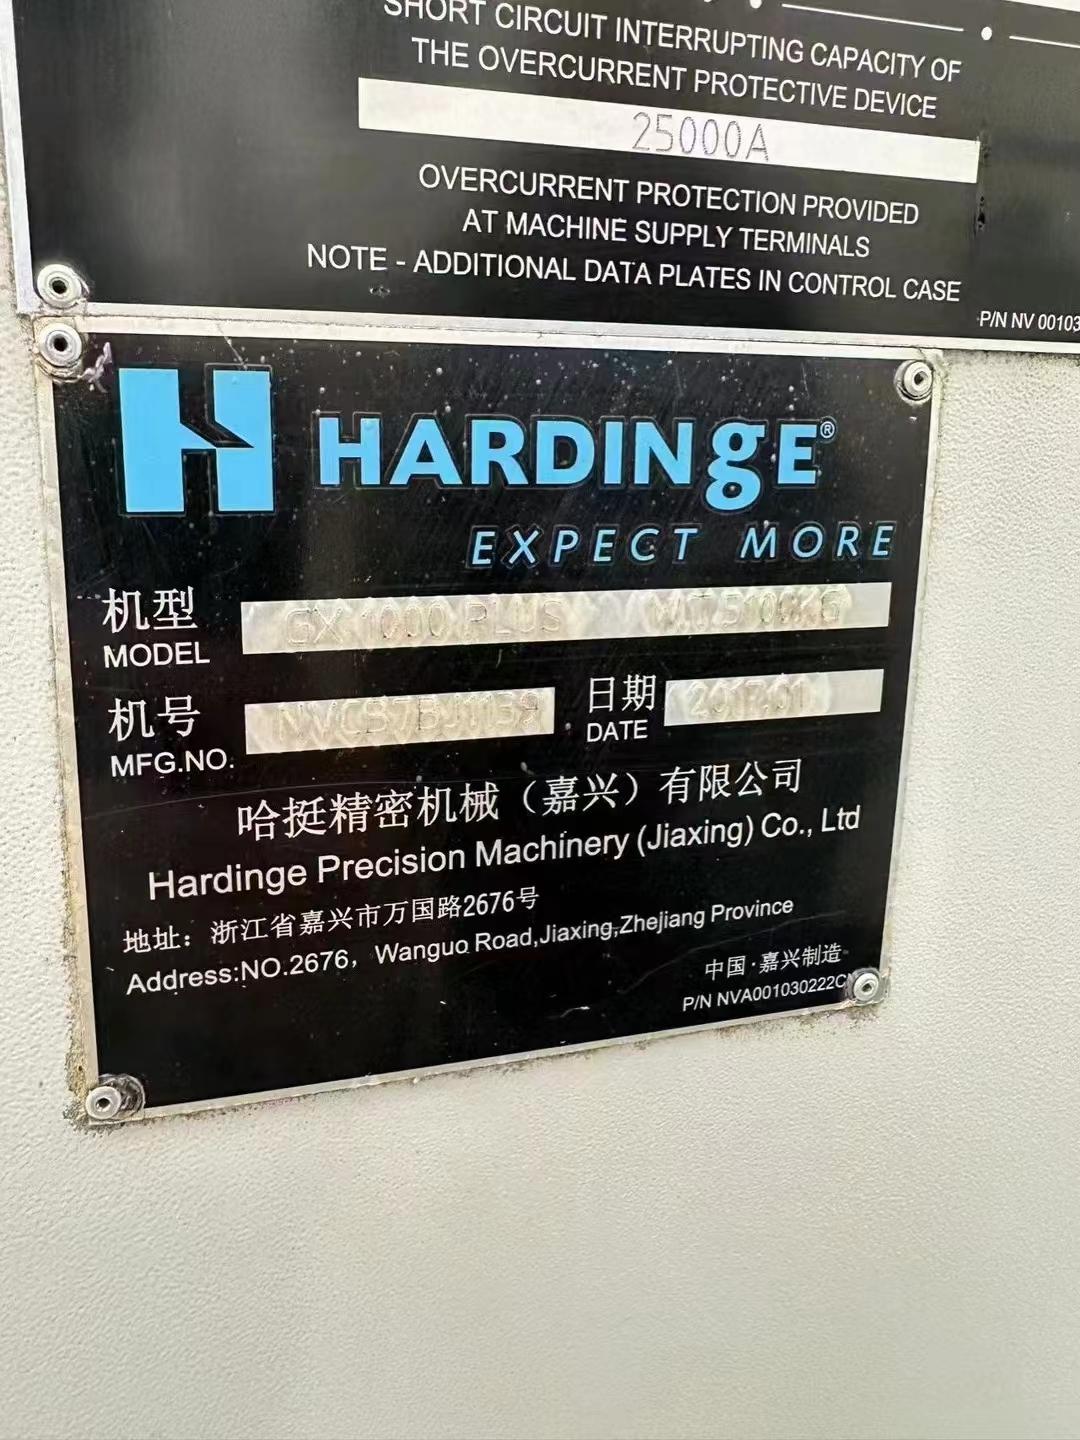 SHORT CIRCUIT INTERRUPTING CAPACITY OF
THE OVERCURRENT PROTECTIVE DEVICE
25000A
OVERCURRENT PROTECTION PROVIDED
AT MACHINE SUPPLY TERMINALS
NOTE - ADDITIONAL DATA PLATES IN CONTROL CASE
P/N NV 00103
HARDINgE®
EXPECT MORE
机型
MODEL
GX 1000 PLUS WT.5100KG
机号
MFG.NO.
日期
DATE
2017.01
哈挺精密机械（嘉兴）有限公司
Hardinge Precision Machinery (Jiaxing) Co., Ltd
地址：浙江省嘉兴市万国路2676号
Address:NO.2676, Wanguo Road,Jiaxing,Zhejiang Province
中国·嘉兴制造
P/N NVA001030222C